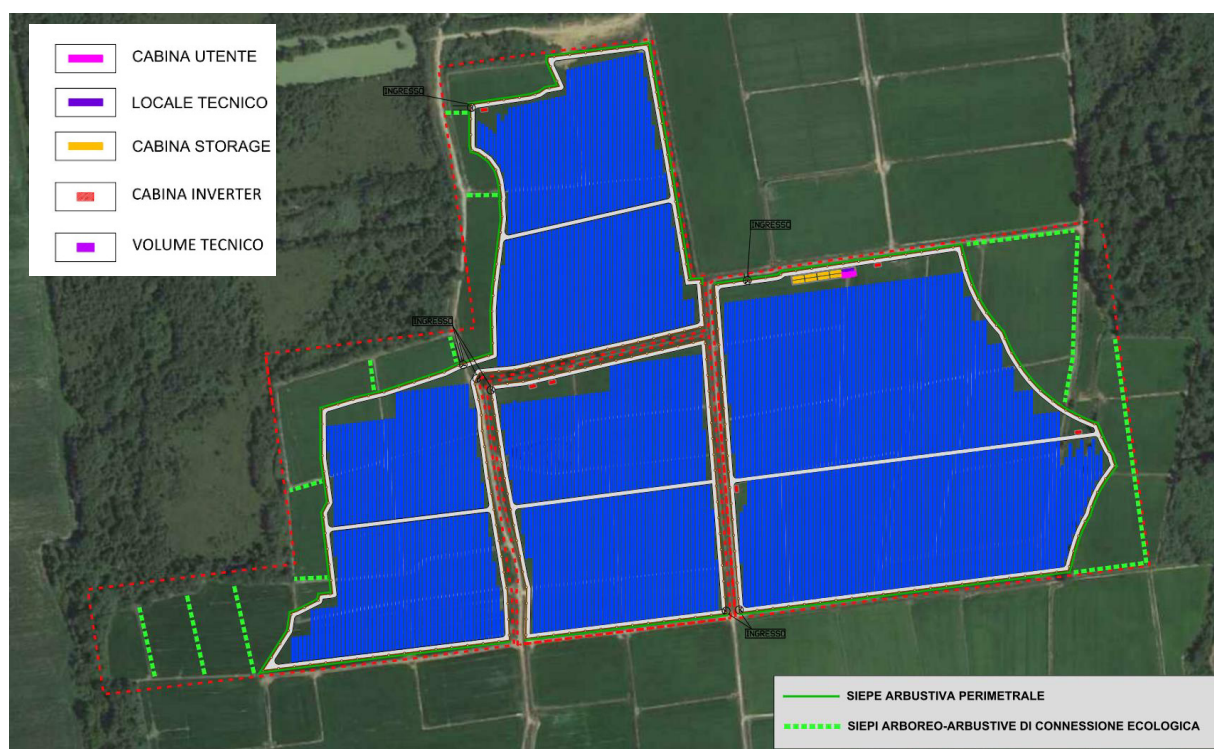 CABINA UTENTE
LOCALE TECNICO
CABINA STORAGE
CABINA INVERTER
VOLUME TECNICO
INGRESSO
INGRESSO
INGRESSO
INGRESSO
SIEPE ARBUSTIVA PERIMETRALE
SIEPI ARBOREO-ARBUSTIVE DI CONNESSIONE ECOLOGICA